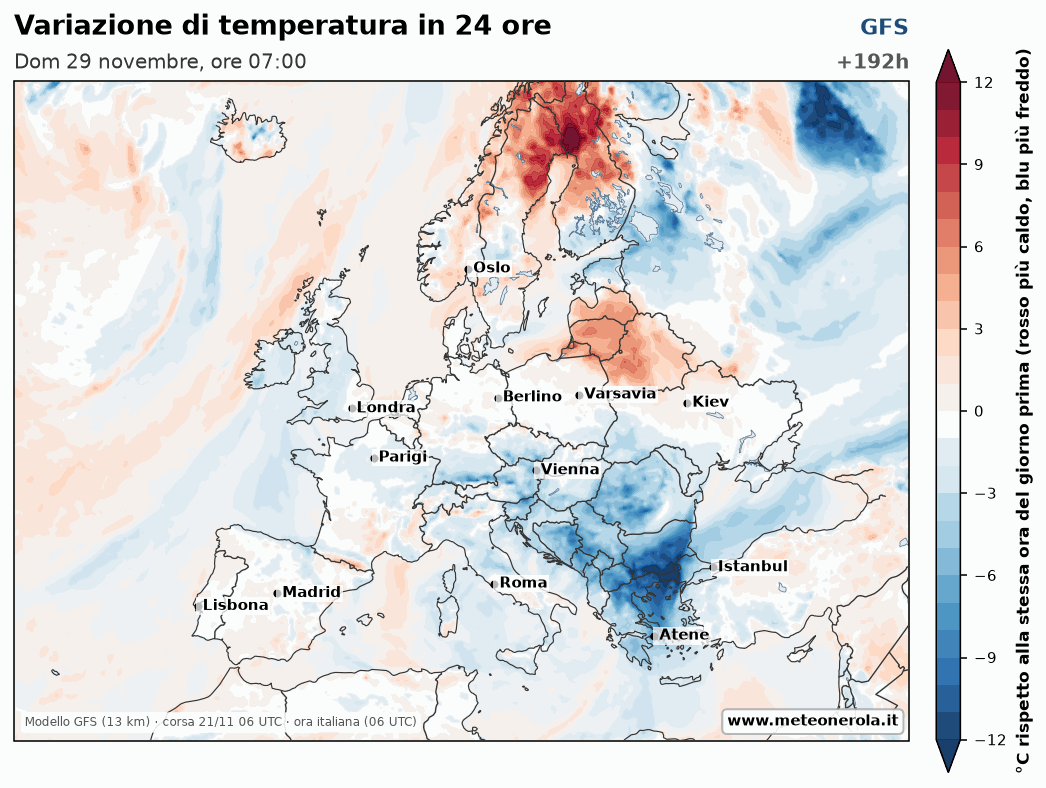 Variazione di temperatura in 24 ore
GFS
Dom 29 novembre, ore 07:00
+192h
Oslo
Londra
Berlino
Varsavia
Kiev
Parigi
Vienna
Lisbona
Madrid
Roma
Istanbul
Atene
Modello GFS (13 km) · corsa 21/11 06 UTC · ora italiana (06 UTC)
www.meteonerola.it
12
9
6
3
0
−3
−6
−9
−12
°C rispetto alla stessa ora del giorno prima (rosso più caldo, blu più freddo)